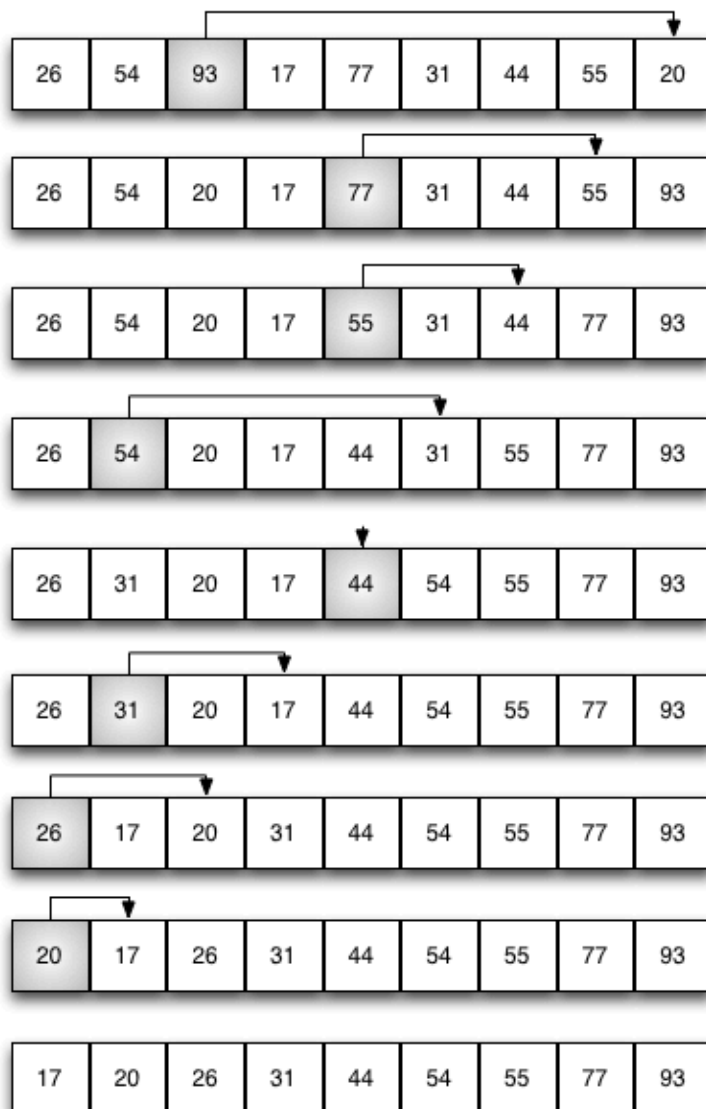 26 54 93 17 77 31 44 55 20
26 54 20 17 77 31 44 55 93
26 54 20 17 55 31 44 77 93
26 54 20 17 44 31 55 77 93
26 31 20 17 44 54 55 77 93
26 31 20 17 44 54 55 77 93
26 17 20 31 44 54 55 77 93
20 17 26 31 44 54 55 77 93
17 20 26 31 44 54 55 77 93